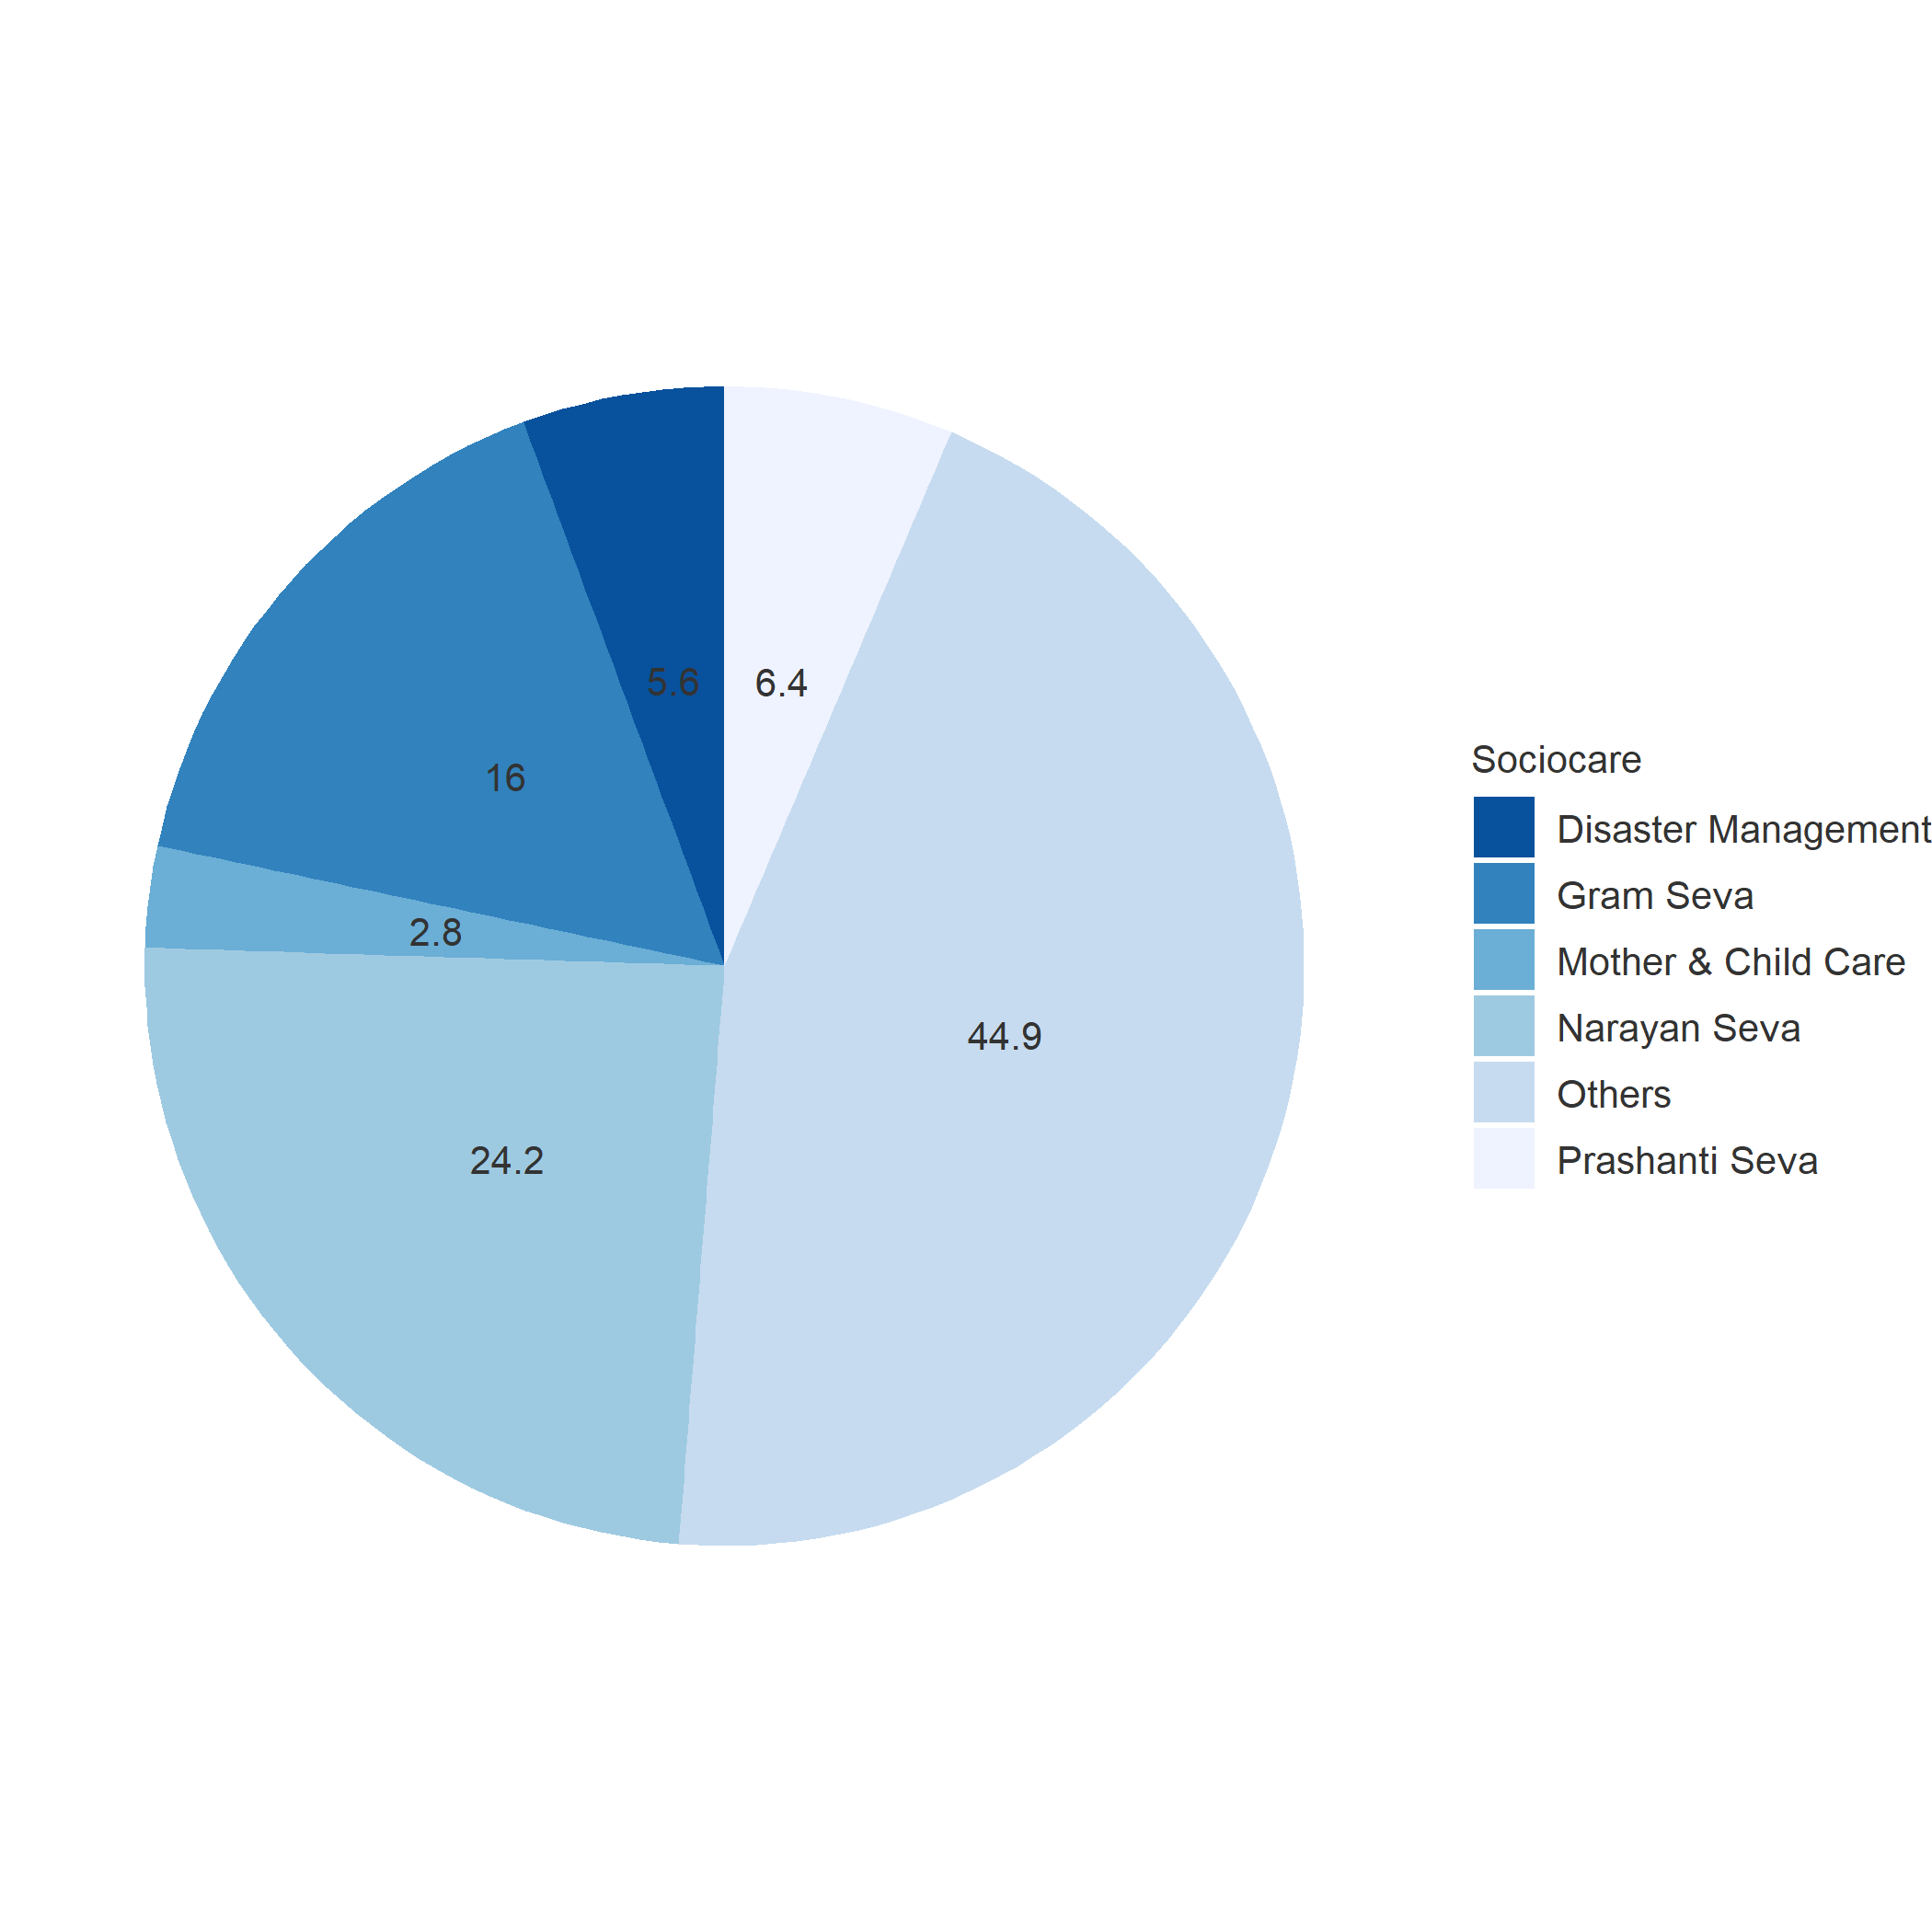 5.6
6.4
16
2.8
44.9
24.2
Sociocare
Disaster Management
Gram Seva
Mother & Child Care
Narayan Seva
Others
Prashanti Seva